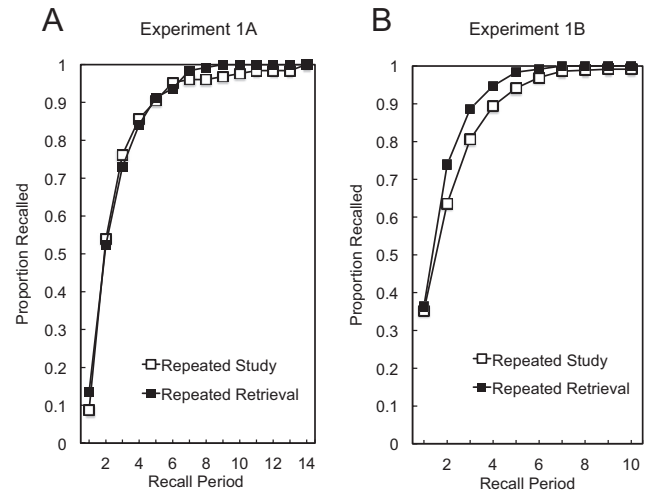 A
Experiment 1A
Proportion Recalled
1
0.9
0.8
0.7
0.6
0.5
0.4
0.3
0.2
0.1
0
Repeated Study
Repeated Retrieval
2 4 6 8 10 12 14
Recall Period
B
Experiment 1B
Proportion Recalled
1
0.9
0.8
0.7
0.6
0.5
0.4
0.3
0.2
0.1
0
Repeated Study
Repeated Retrieval
2 4 6 8 10
Recall Period